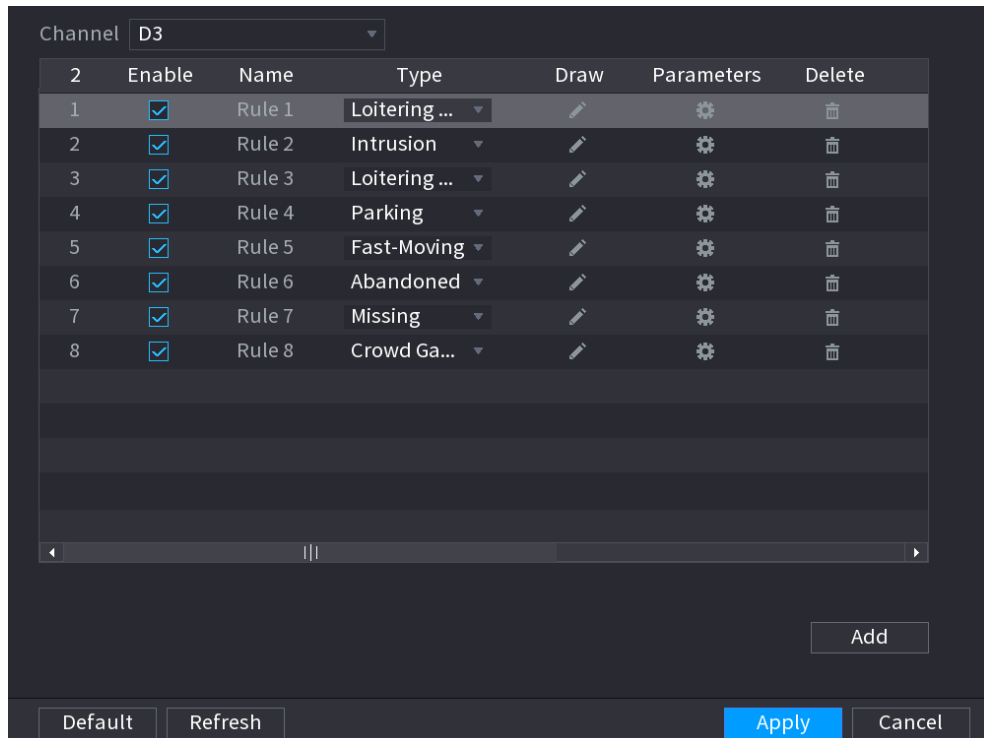 Channel D3
2 Enable Name Type Draw Parameters Delete
1 Rule 1 Loitering ...
2 Rule 2 Intrusion
3 Rule 3 Loitering ...
4 Rule 4 Parking
5 Rule 5 Fast-Moving
6 Rule 6 Abandoned
7 Rule 7 Missing
8 Rule 8 Crowd Ga...
Add
Default Refresh Apply Cancel